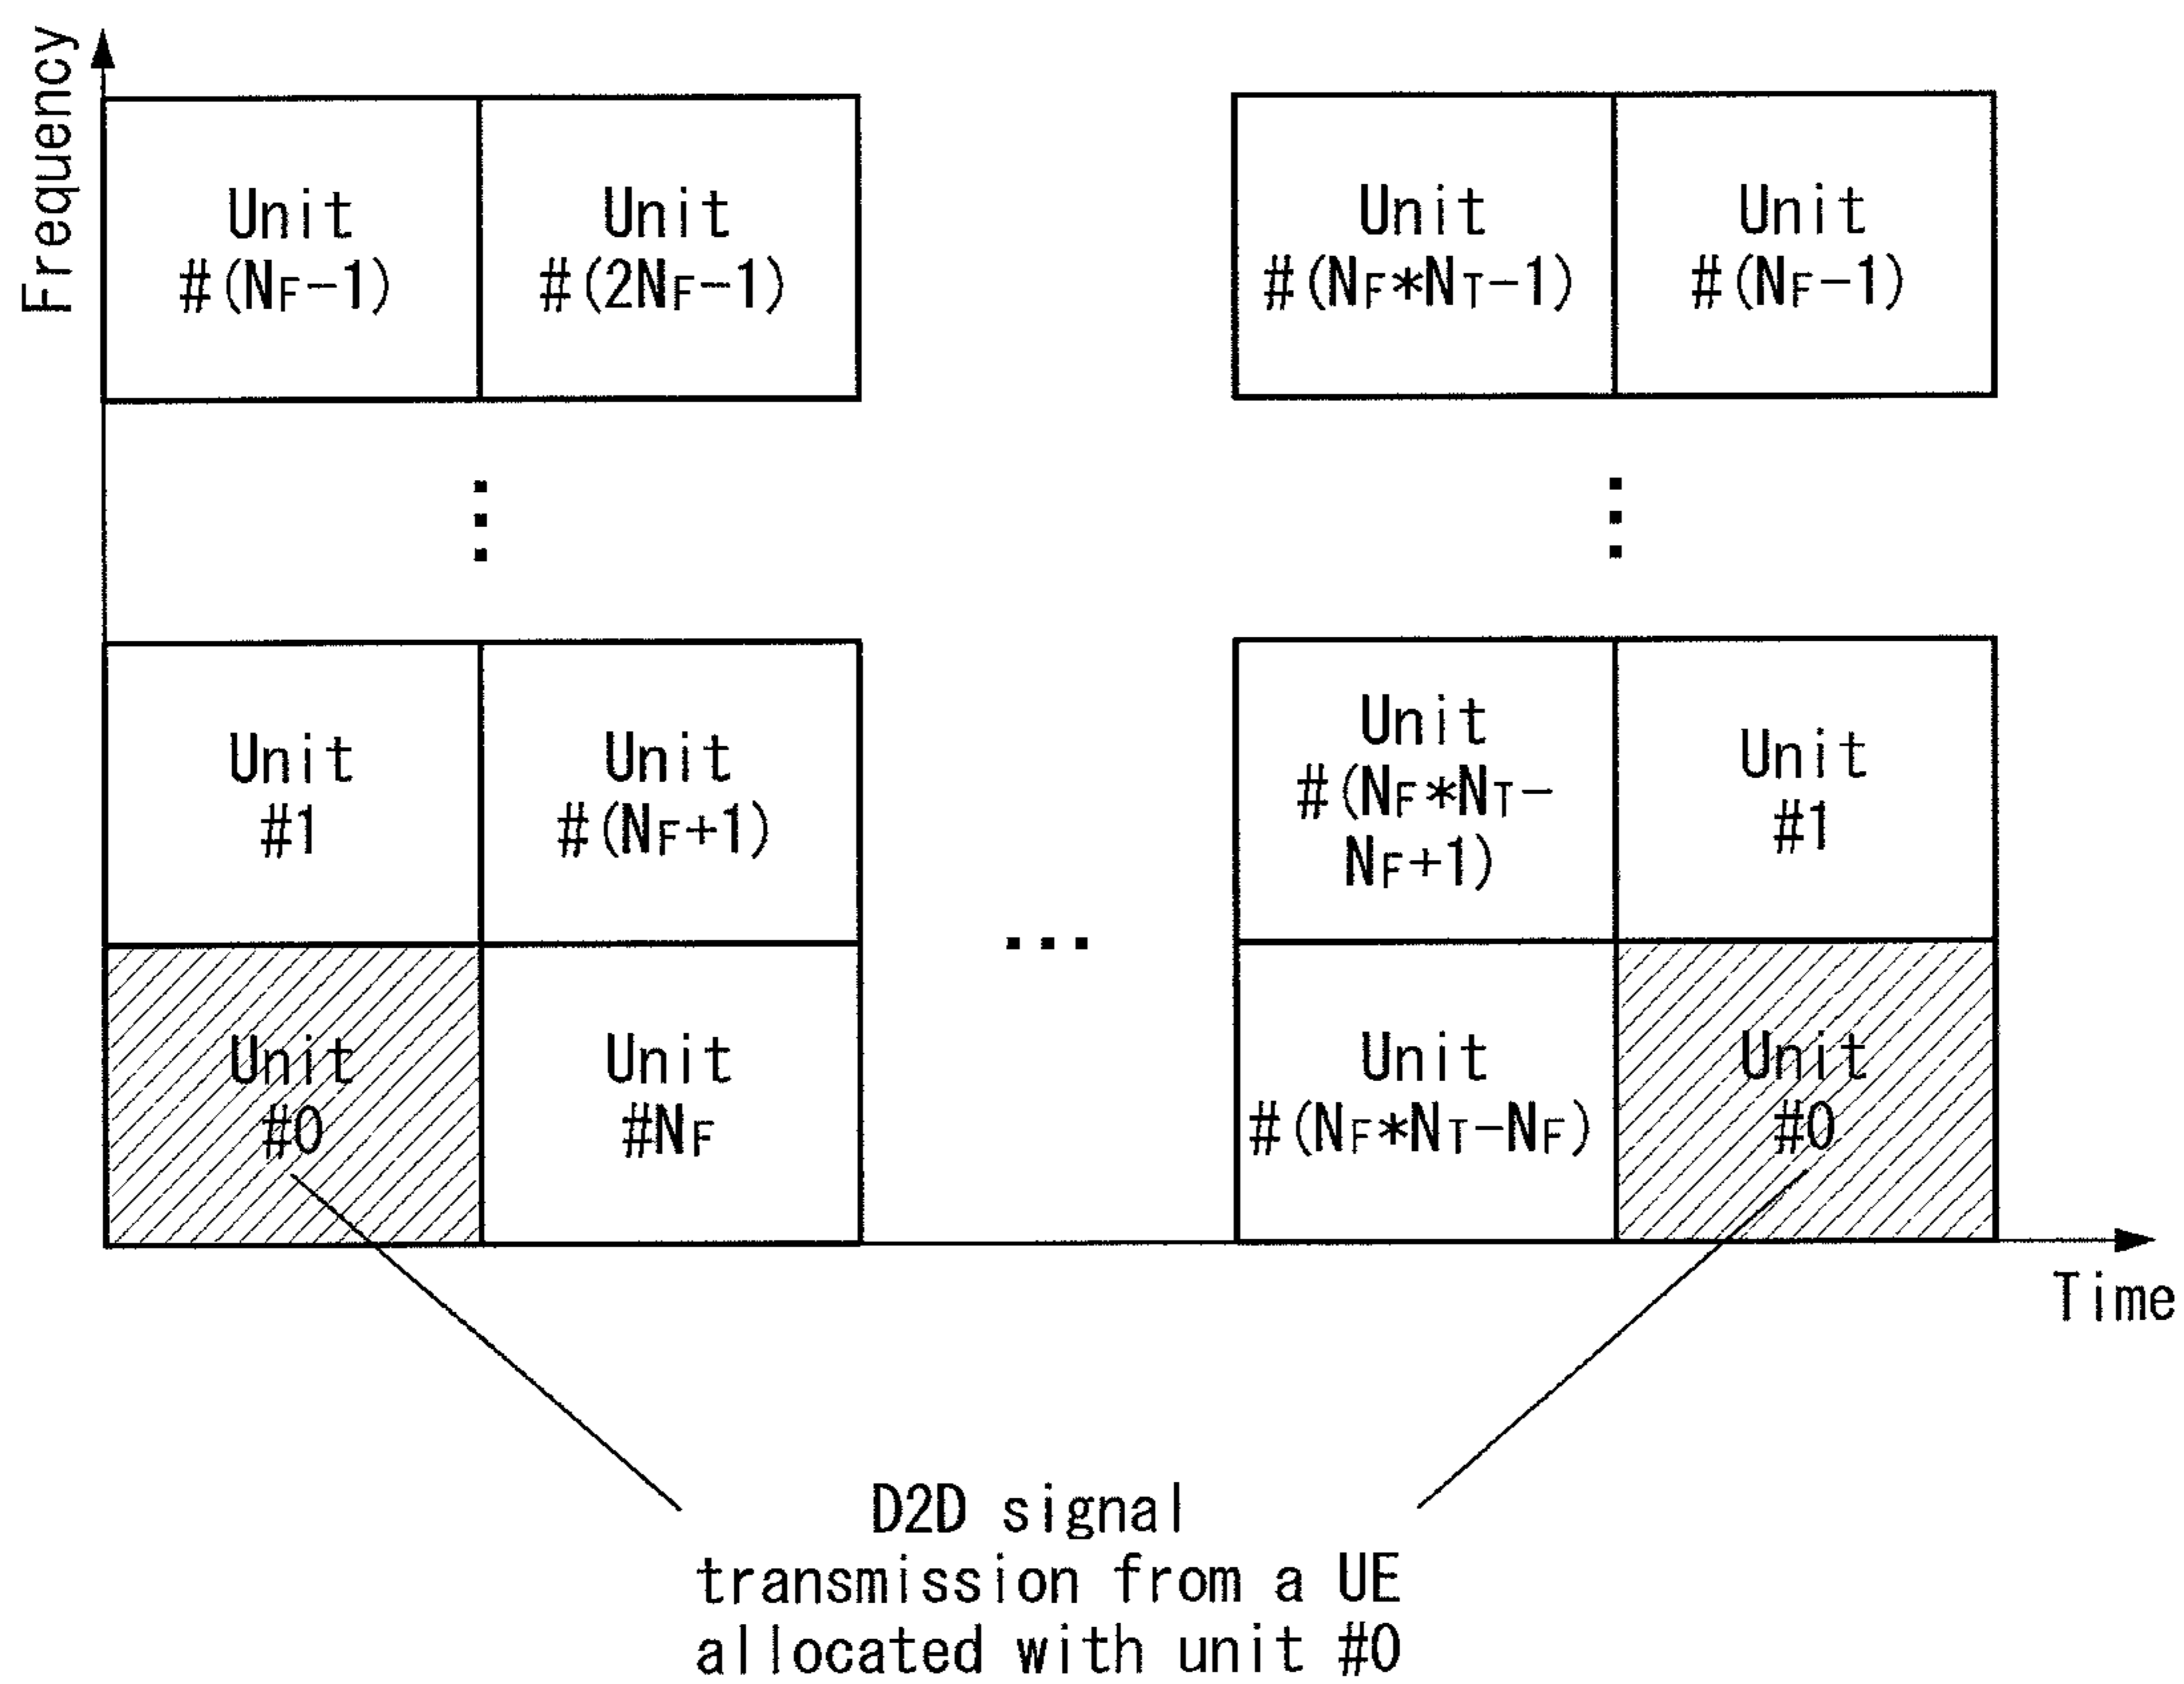 Frequency
Unit
#(NF-1)
Unit
#(2NF-1)
Unit
#(NF*NT-1)
Unit
#(NF-1)
Unit
#1
Unit
#(NF+1)
Unit
#(NF*NT-
NF+1)
Unit
#1
Unit
#0
Unit
#NF
Unit
#(NF*NT-NF)
Unit
#0
Time
D2D signal
transmission from a UE
allocated with unit #0